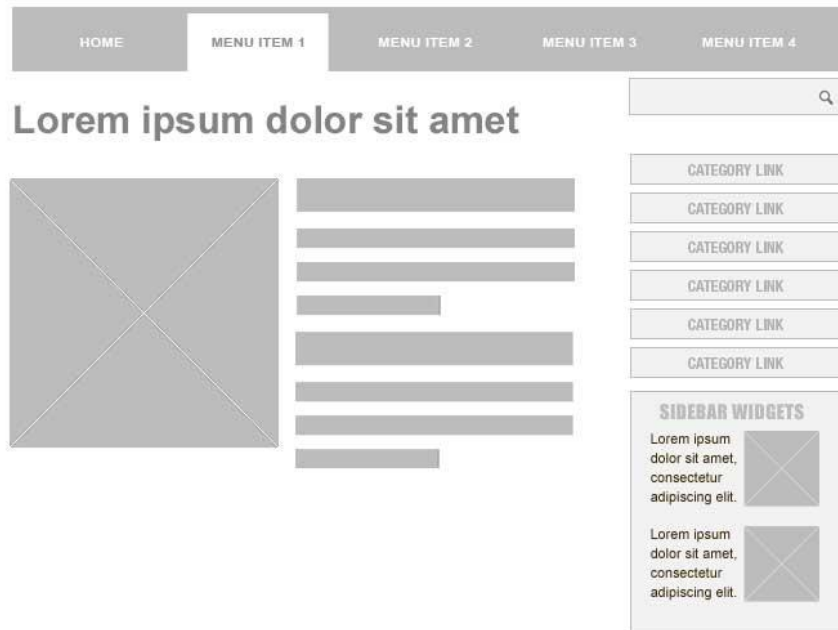 HOME MENU ITEM 1 MENU ITEM 2 MENU ITEM 3 MENU ITEM 4
Lorem ipsum dolor sit amet
CATEGORY LINK
CATEGORY LINK
CATEGORY LINK
CATEGORY LINK
CATEGORY LINK
CATEGORY LINK
SIDEBAR WIDGETS
Lorem ipsum
dolor sit amet,
consectetur
adipiscing elit.
Lorem ipsum
dolor sit amet,
consectetur
adipiscing elit.